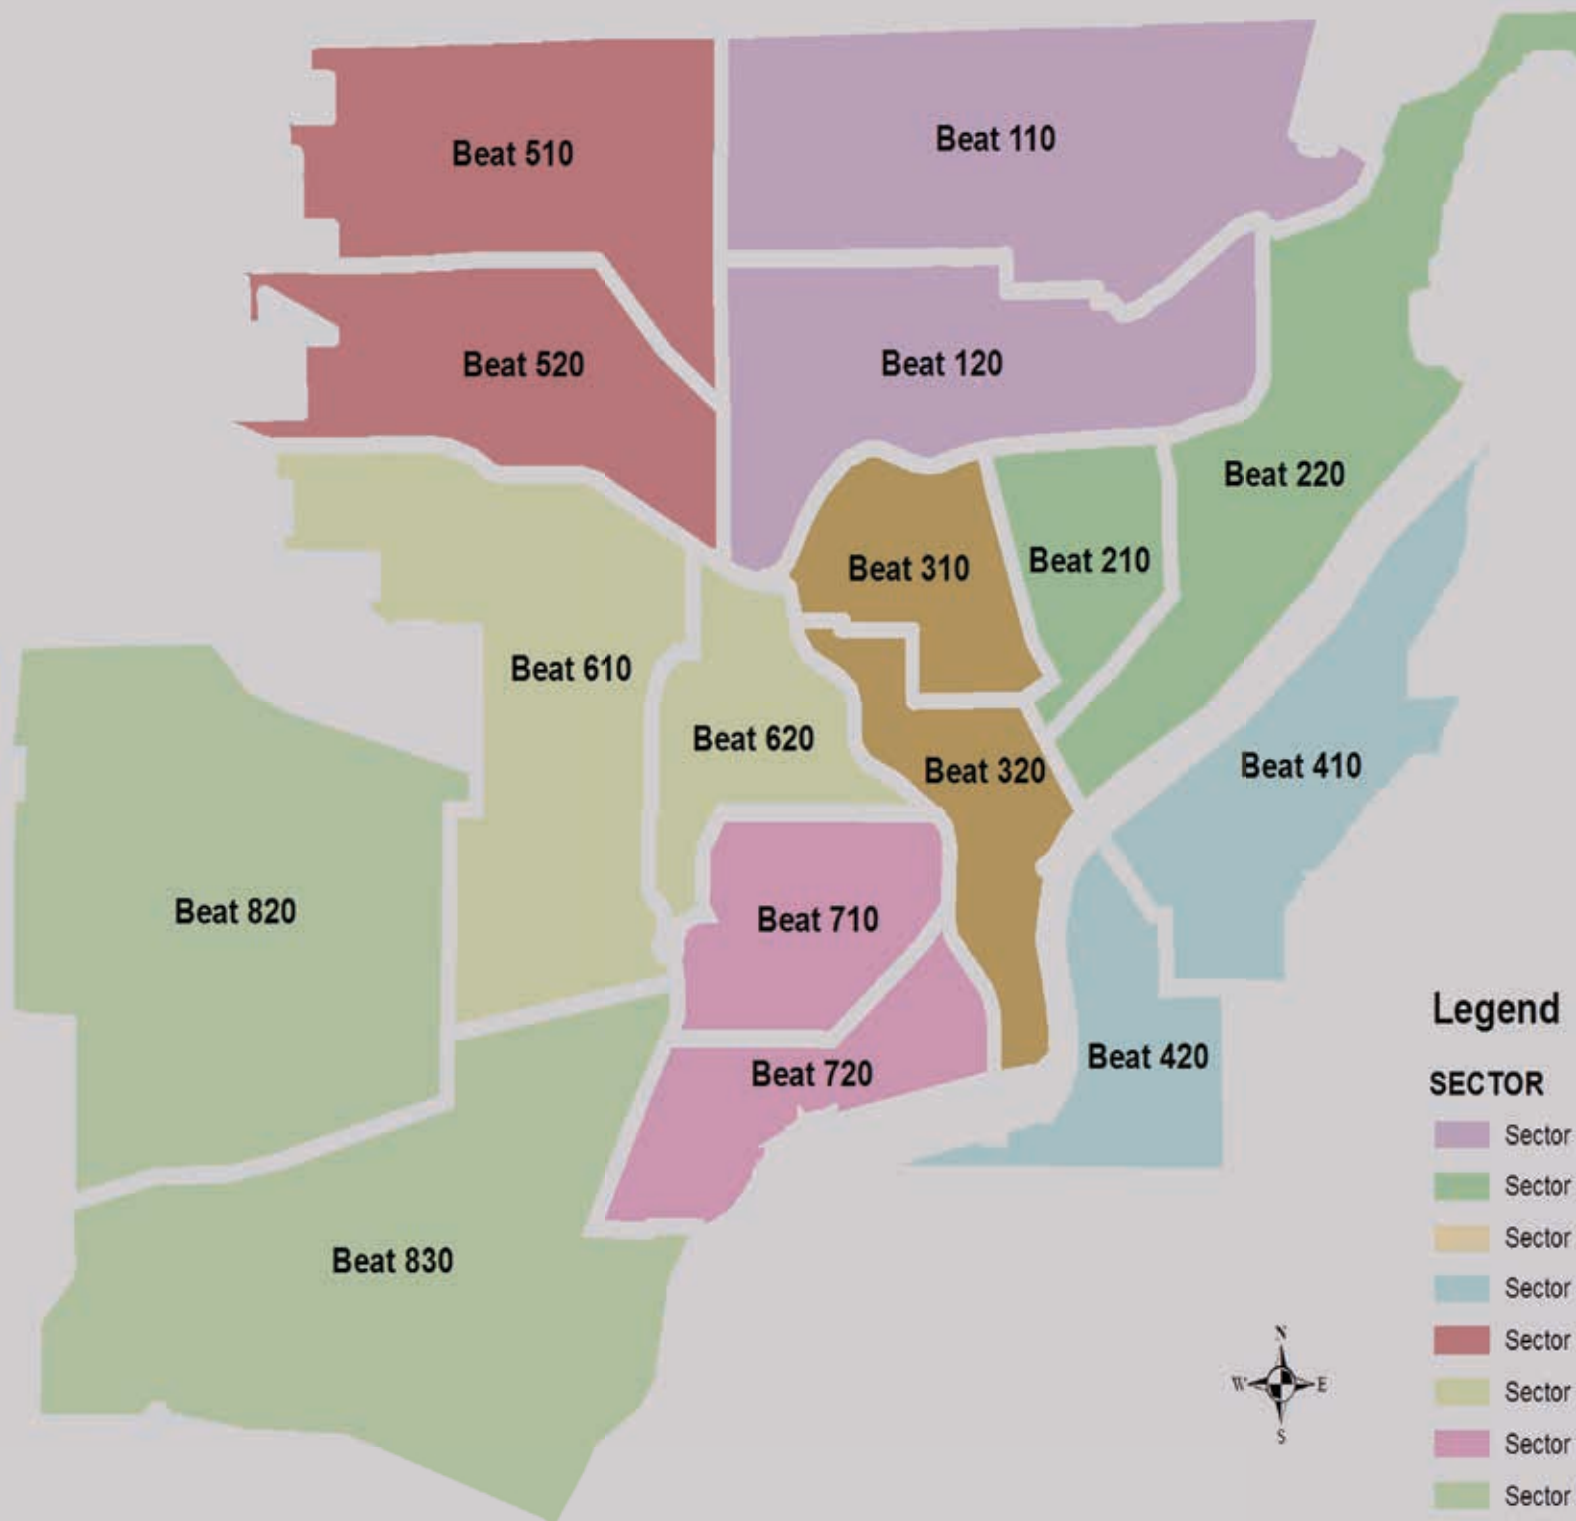 Beat 510
Beat 110
Beat 520
Beat 120
Beat 220
Beat 310
Beat 210
Beat 610
Beat 620
Beat 320
Beat 410
Beat 820
Beat 710
Beat 720
Beat 420
Beat 830
Legend
SECTOR
Sector
Sector
Sector
Sector
Sector
Sector
Sector
Sector
N
W E
S